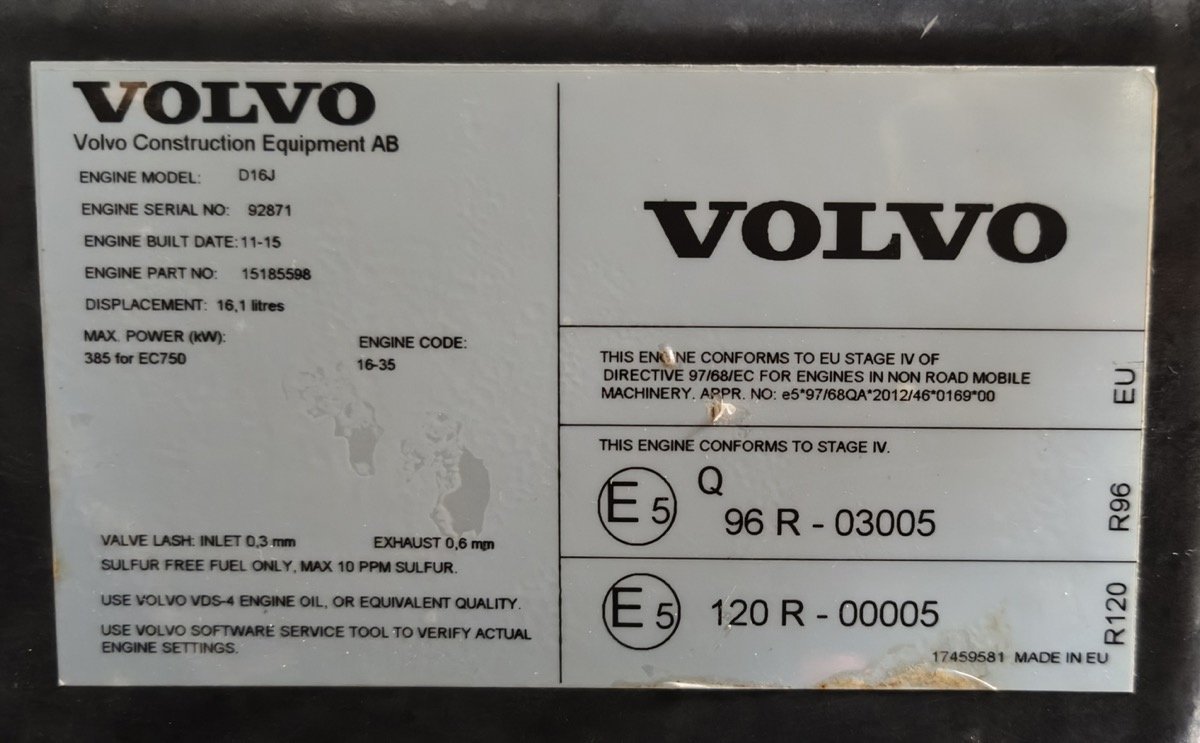 VOLVO
Volvo Construction Equipment AB
ENGINE MODEL: D16J
ENGINE SERIAL NO: 92871
ENGINE BUILT DATE: 11-15
ENGINE PART NO: 15185598
DISPLACEMENT: 16,1 litres
MAX. POWER (kW):
385 for EC750
ENGINE CODE:
16-35
VALVE LASH: INLET 0,3 mm EXHAUST 0,6 mm
SULFUR FREE FUEL ONLY, MAX 10 PPM SULFUR.
USE VOLVO VDS-4 ENGINE OIL, OR EQUIVALENT QUALITY.
USE VOLVO SOFTWARE SERVICE TOOL TO VERIFY ACTUAL
ENGINE SETTINGS.
VOLVO
THIS ENGINE CONFORMS TO EU STAGE IV OF
DIRECTIVE 97/68/EC FOR ENGINES IN NON ROAD MOBILE
MACHINERY. APPR. NO: e5*97/68QA*2012/46*0169*00
EU
THIS ENGINE CONFORMS TO STAGE IV.
E5 Q
96 R - 03005
R96
E5 120 R - 00005
R120
17459581 MADE IN EU